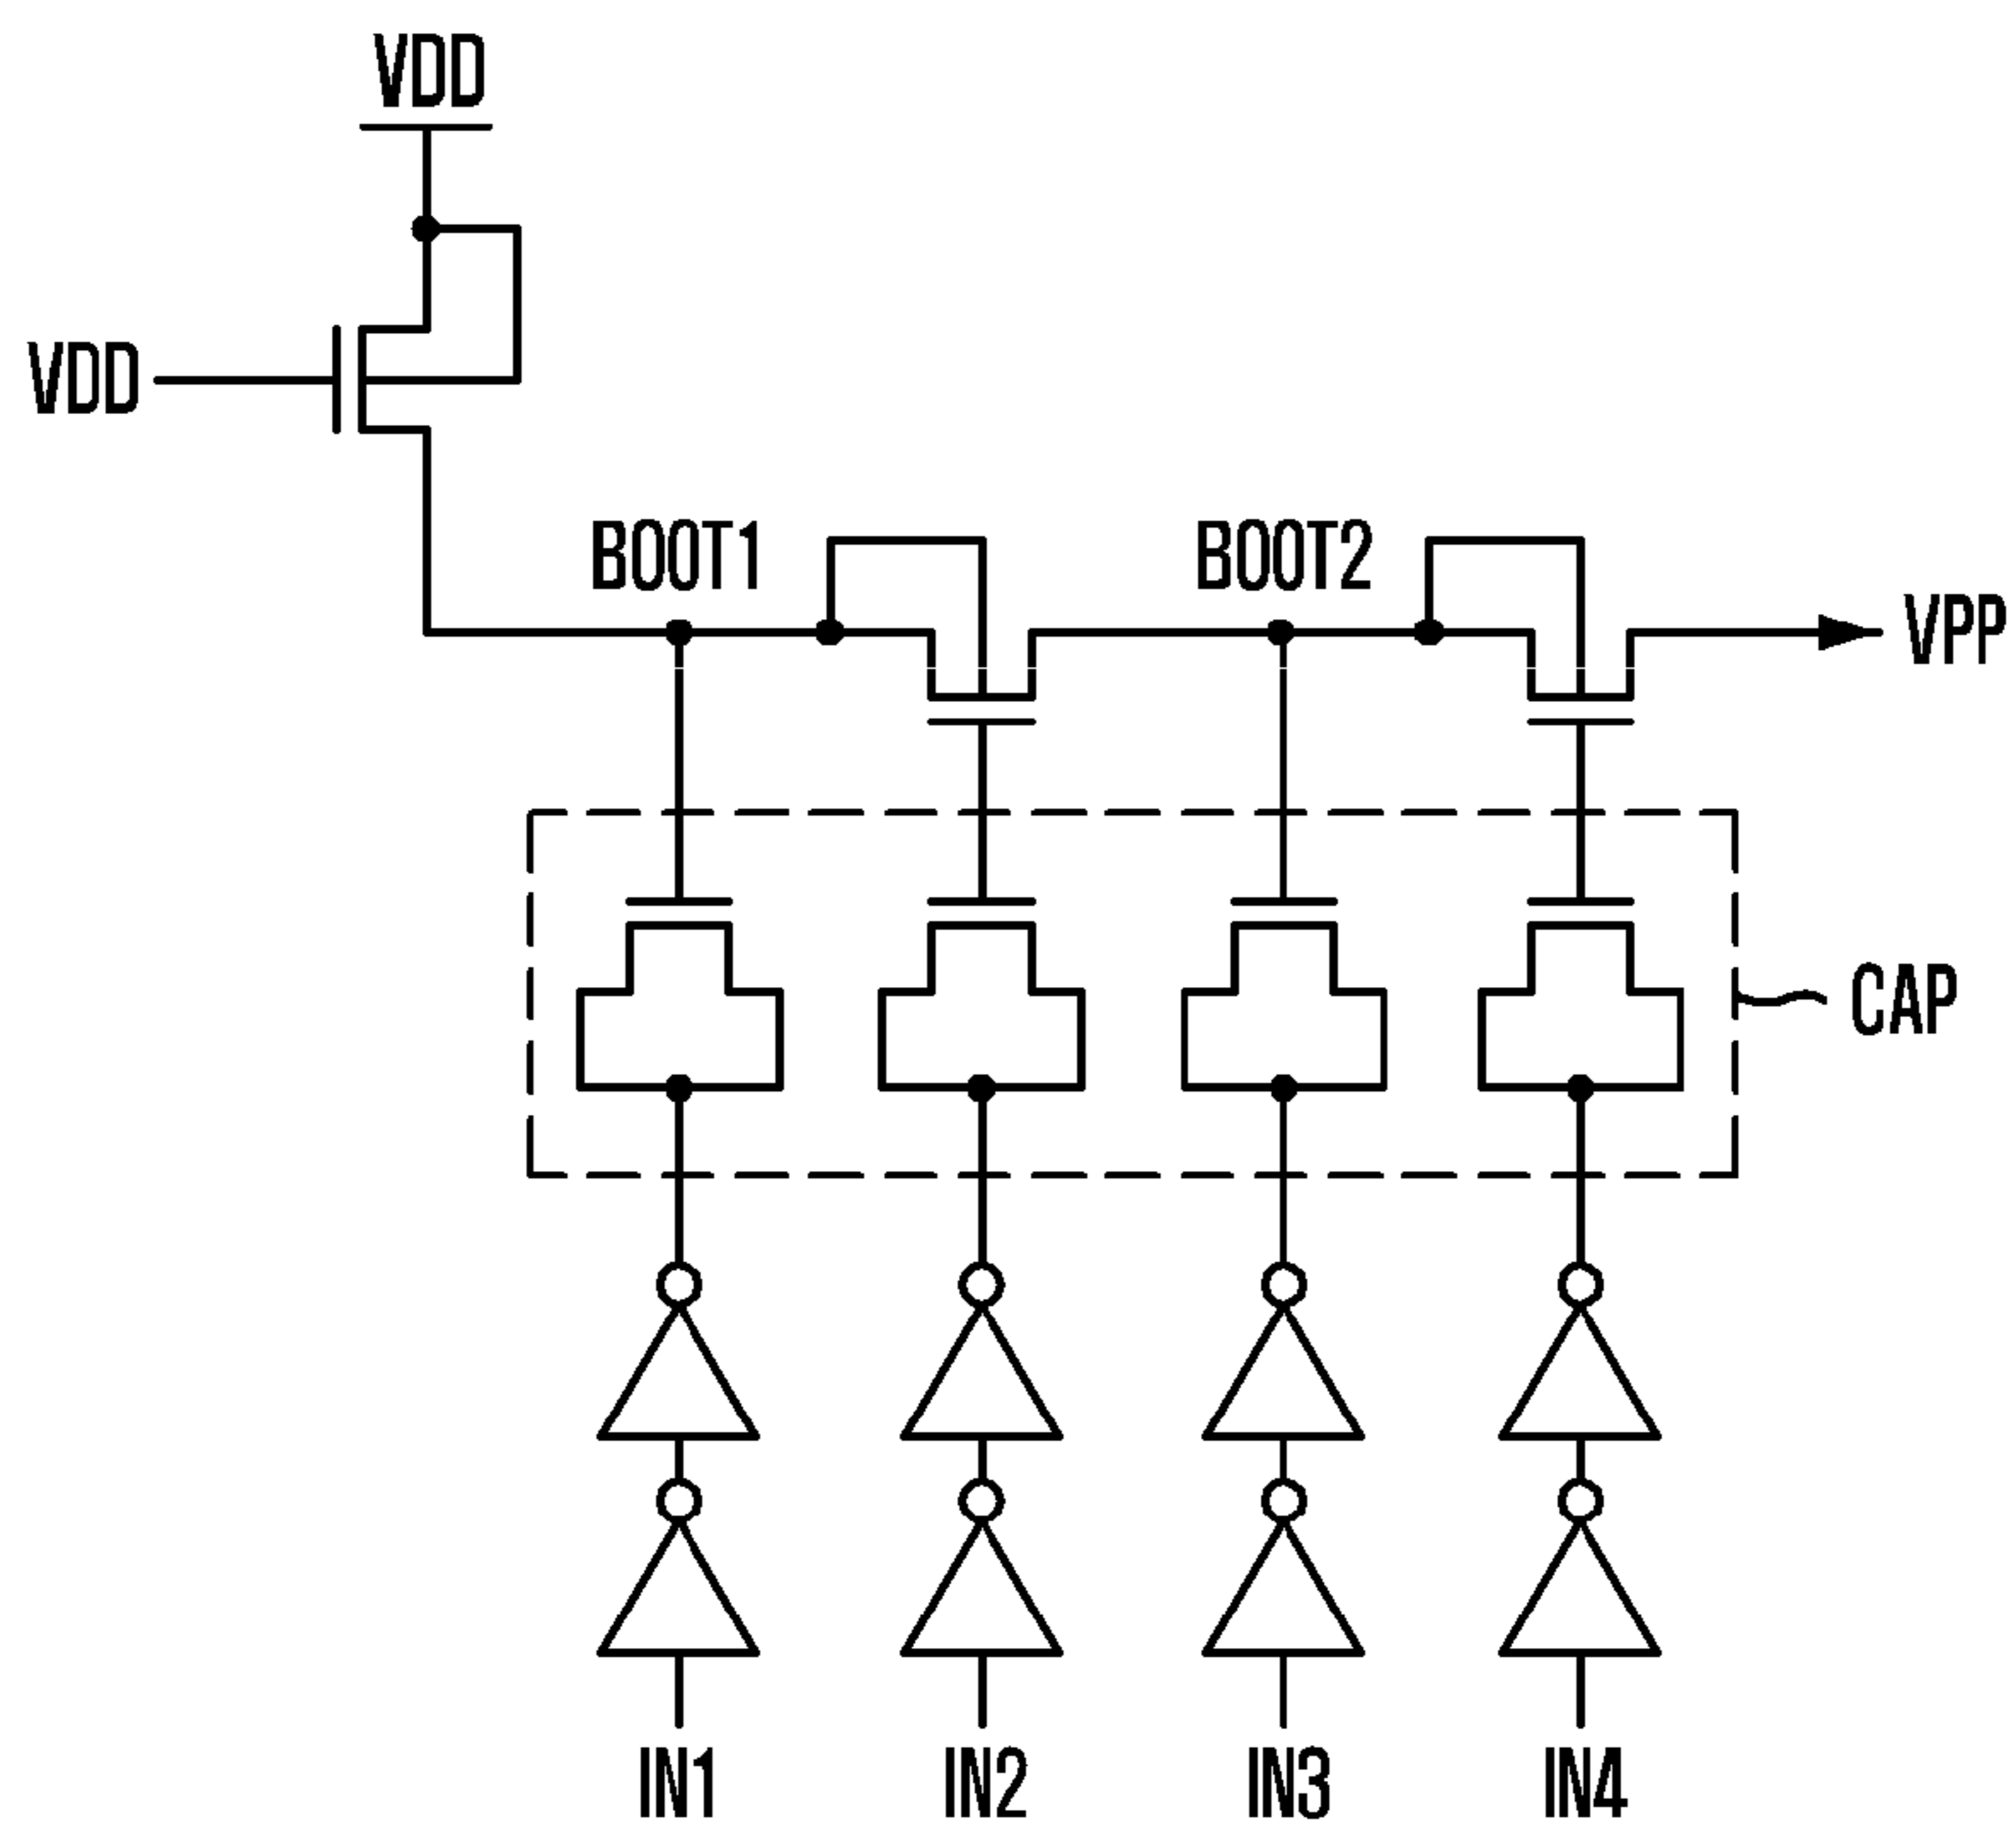 VDD
VDD
BOOT1
BOOT2
VPP
CAP
IN1
IN2
IN3
IN4